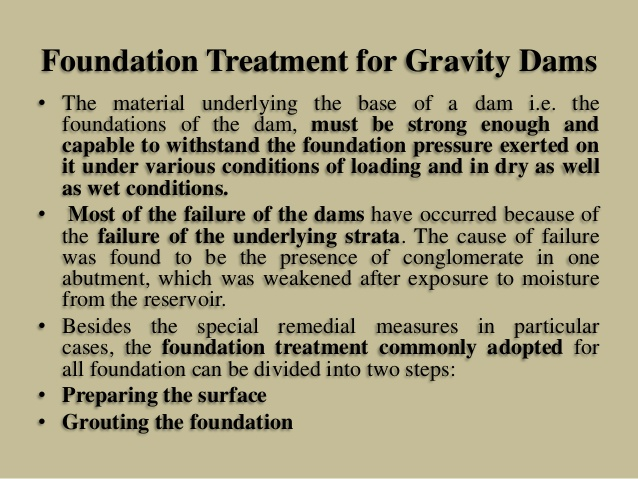 Foundation Treatment for Gravity Dams
• The material underlying the base of a dam i.e. the
foundations of the dam, must be strong enough and
capable to withstand the foundation pressure exerted on
it under various conditions of loading and in dry as well
as wet conditions.
• Most of the failure of the dams have occurred because of
the failure of the underlying strata. The cause of failure
was found to be the presence of conglomerate in one
abutment, which was weakened after exposure to moisture
from the reservoir.
• Besides the special remedial measures in particular
cases, the foundation treatment commonly adopted for
all foundation can be divided into two steps:
• Preparing the surface
• Grouting the foundation